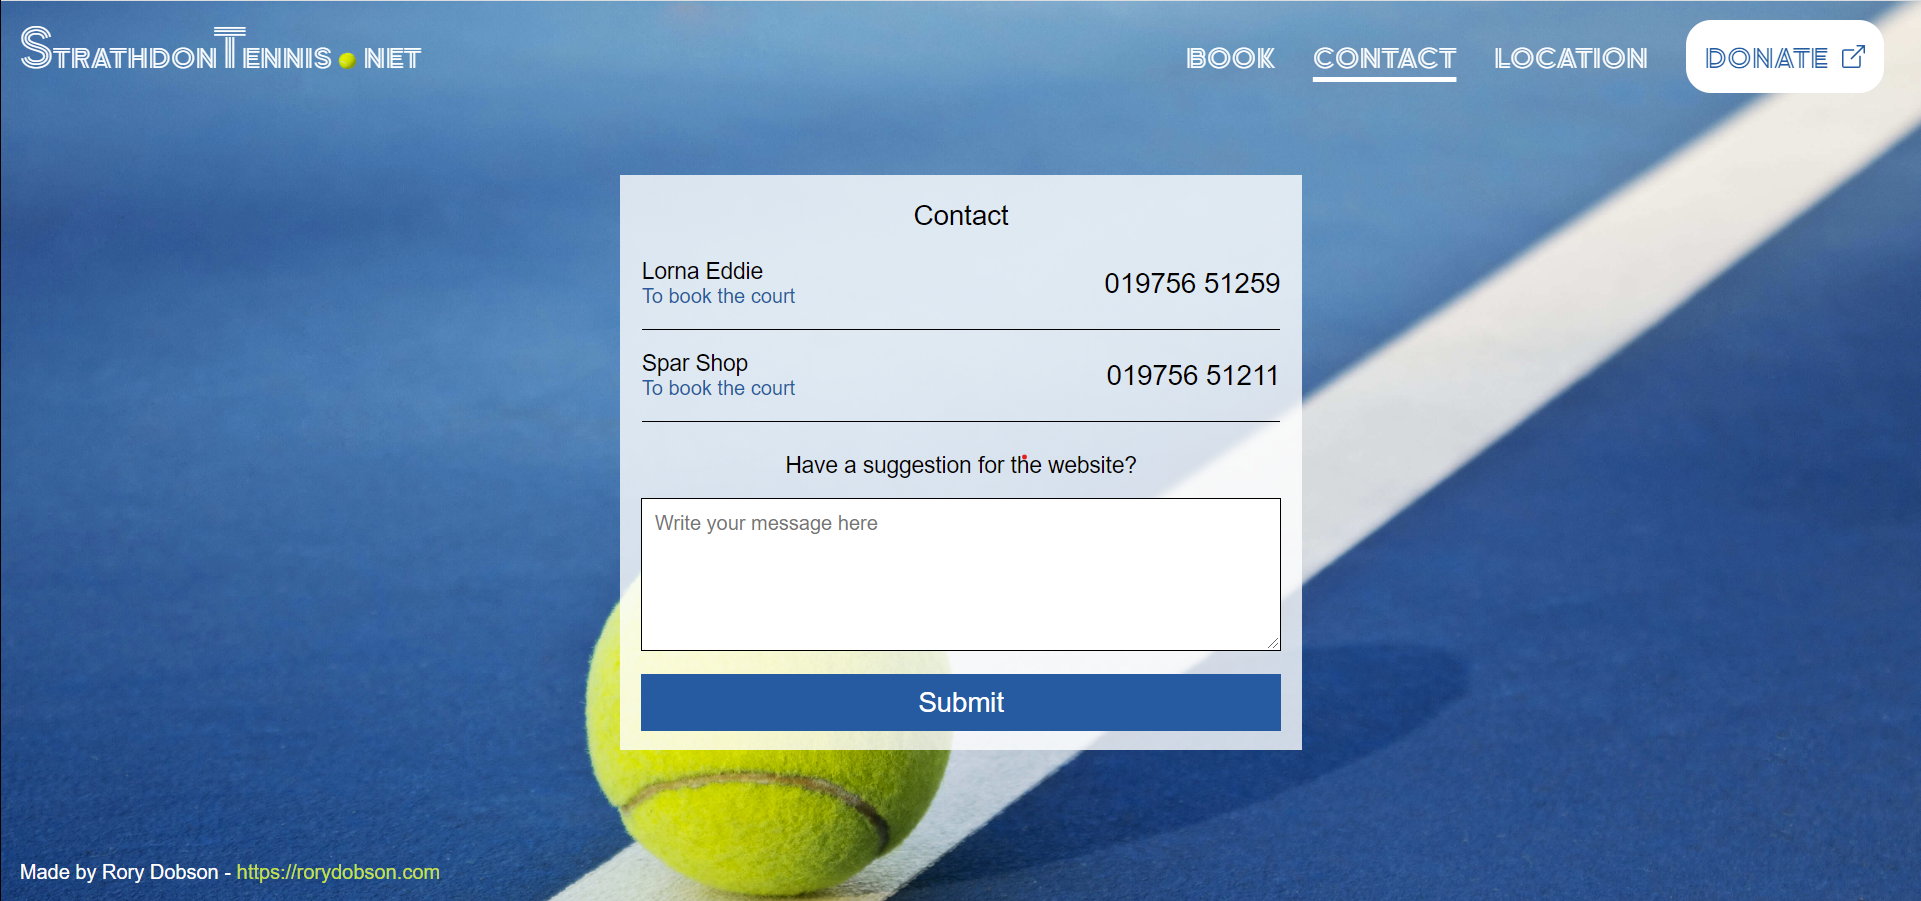 StrathdonTennis.net
BOOK
CONTACT
LOCATION
DONATE
Contact
Lorna Eddie
To book the court
019756 51259
Spar Shop
To book the court
019756 51211
Have a suggestion for the website?
Write your message here
Submit
Made by Rory Dobson - https://rorydobson.com